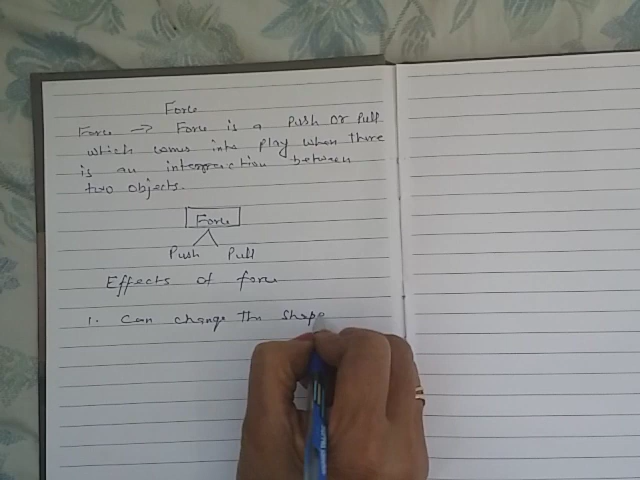 Force
Force → Force is a Push or Pull
which comes into play when there
is an interaction between
two objects.
Force
Push Pull
Effects of force
1. Can change the shape